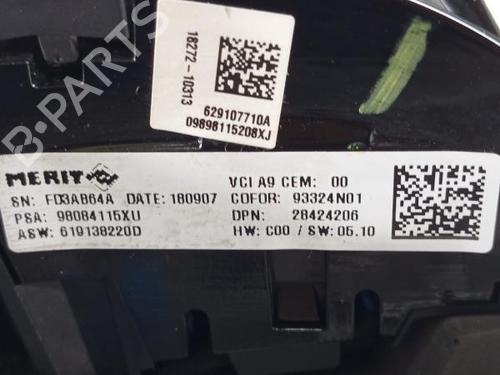 18272-10313
629107710A
09898115208XJ
MERIT
VCI A9 CEM: 00
SN: FD3AB64A DATE: 180907 COFOR: 93324N01
PSA: 98084115XU DPN: 28424206
ASW: 619138220D HW: C00 / SW: 05.10
B-PARTS